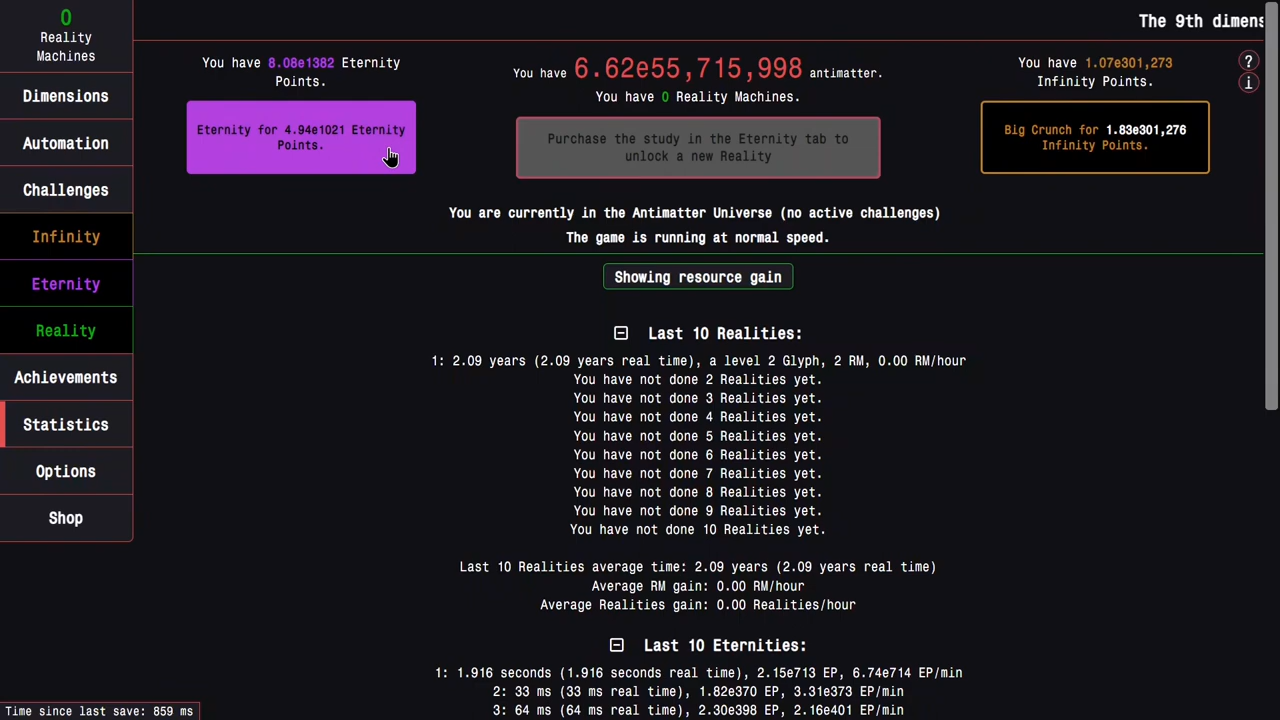 0
Reality
Machines
Dimensions
Automation
Challenges
Infinity
Eternity
Reality
Achievements
Statistics
Options
Shop
Time since last save: 859 ms
The 9th dimens
You have 8.08e1382 Eternity
Points.
Eternity for 4.94e1021 Eternity
Points.
You have 6.62e55,715,998 antimatter.
You have 0 Reality Machines.
Purchase the study in the Eternity tab to
unlock a new Reality
You have 1.07e301,273
Infinity Points.
Big Crunch for 1.83e301,276
Infinity Points.
?
i
You are currently in the Antimatter Universe (no active challenges)
The game is running at normal speed.
Showing resource gain
Last 10 Realities:
1: 2.09 years (2.09 years real time), a level 2 Glyph, 2 RM, 0.00 RM/hour
You have not done 2 Realities yet.
You have not done 3 Realities yet.
You have not done 4 Realities yet.
You have not done 5 Realities yet.
You have not done 6 Realities yet.
You have not done 7 Realities yet.
You have not done 8 Realities yet.
You have not done 9 Realities yet.
You have not done 10 Realities yet.
Last 10 Realities average time: 2.09 years (2.09 years real time)
Average RM gain: 0.00 RM/hour
Average Realities gain: 0.00 Realities/hour
Last 10 Eternities:
1: 1.916 seconds (1.916 seconds real time), 2.15e713 EP, 6.74e714 EP/min
2: 33 ms (33 ms real time), 1.82e370 EP, 3.31e373 EP/min
3: 64 ms (64 ms real time), 2.30e398 EP, 2.16e401 EP/min